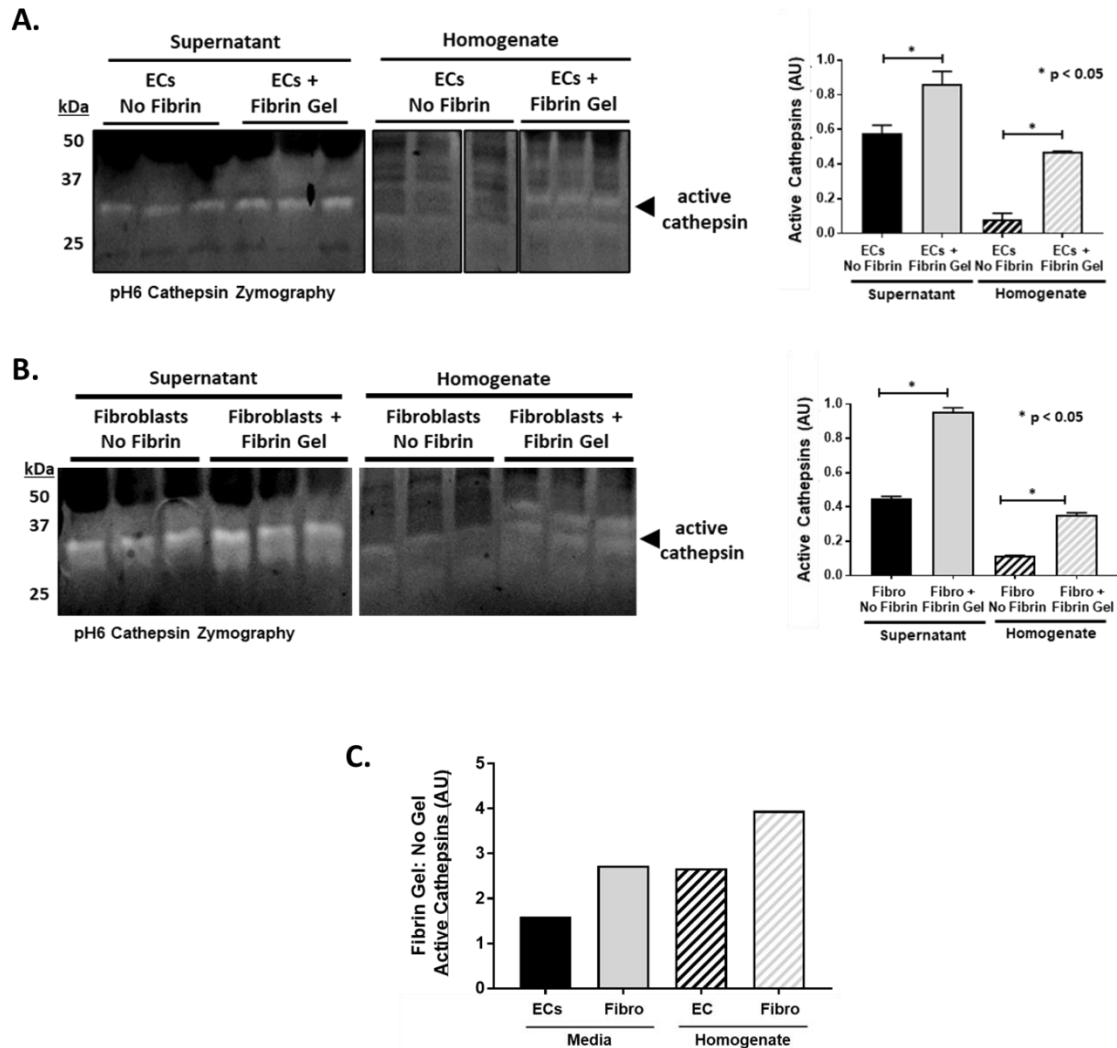 A.
Supernatant
Homogenate
ECs
No Fibrin
ECs +
Fibrin Gel
ECs
No Fibrin
ECs +
Fibrin Gel
kDa
50
37
25
active
cathepsin
pH6 Cathepsin Zymography
Active Cathepsins (AU)
1.0
0.8
0.6
0.4
0.2
0.0
*
*
* p < 0.05
ECs
No Fibrin
ECs +
Fibrin Gel
ECs
No Fibrin
ECs +
Fibrin Gel
Supernatant
Homogenate
B.
Supernatant
Homogenate
Fibroblasts
No Fibrin
Fibroblasts +
Fibrin Gel
Fibroblasts
No Fibrin
Fibroblasts +
Fibrin Gel
kDa
50
37
25
active
cathepsin
pH6 Cathepsin Zymography
Active Cathepsins (AU)
1.0
0.8
0.6
0.4
0.2
0.0
*
*
* p < 0.05
Fibro
No Fibrin
Fibro +
Fibrin Gel
Fibro
No Fibrin
Fibro +
Fibrin Gel
Supernatant
Homogenate
C.
Fibrin Gel: No Gel
Active Cathepsins (AU)
5
4
3
2
1
0
ECs
Fibro
EC
Fibro
Media
Homogenate